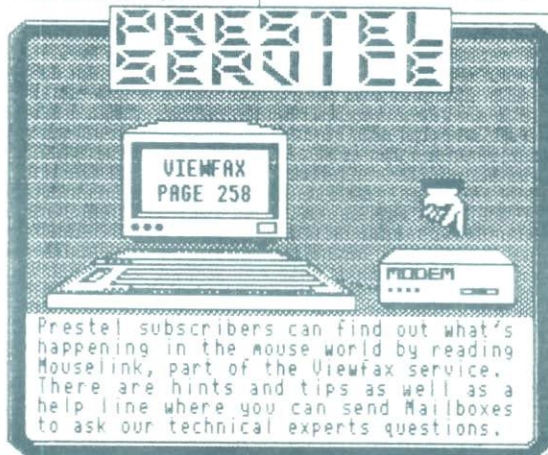 PRESTEL
SERVICE
VIEWFAX
PAGE 258
MODEM
Prestel subscribers can find out what's
happening in the mouse world by reading
Mouselink, part of the Viewfax service.
There are hints and tips as well as a
help line where you can send Mailboxes
to ask our technical experts questions.